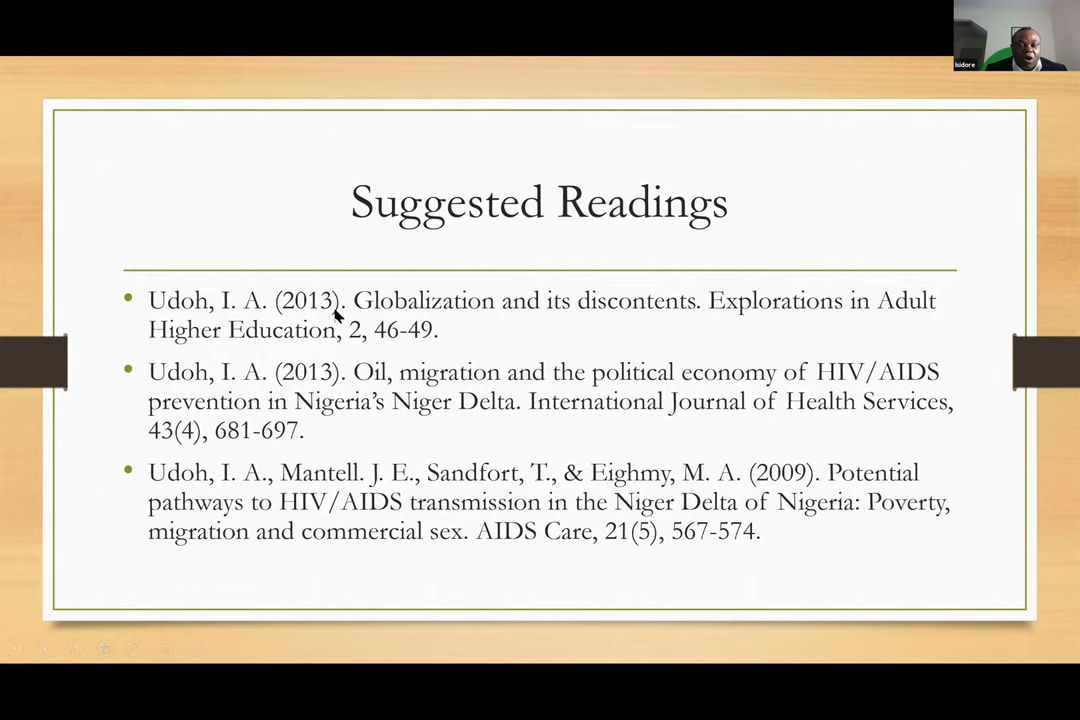 Isidore
Suggested Readings
• Udoh, I. A. (2013). Globalization and its discontents. Explorations in Adult
Higher Education, 2, 46-49.
• Udoh, I. A. (2013). Oil, migration and the political economy of HIV/AIDS
prevention in Nigeria's Niger Delta. International Journal of Health Services,
43(4), 681-697.
• Udoh, I. A., Mantell. J. E., Sandfort, T., & Eighmy, M. A. (2009). Potential
pathways to HIV/AIDS transmission in the Niger Delta of Nigeria: Poverty,
migration and commercial sex. AIDS Care, 21(5), 567-574.